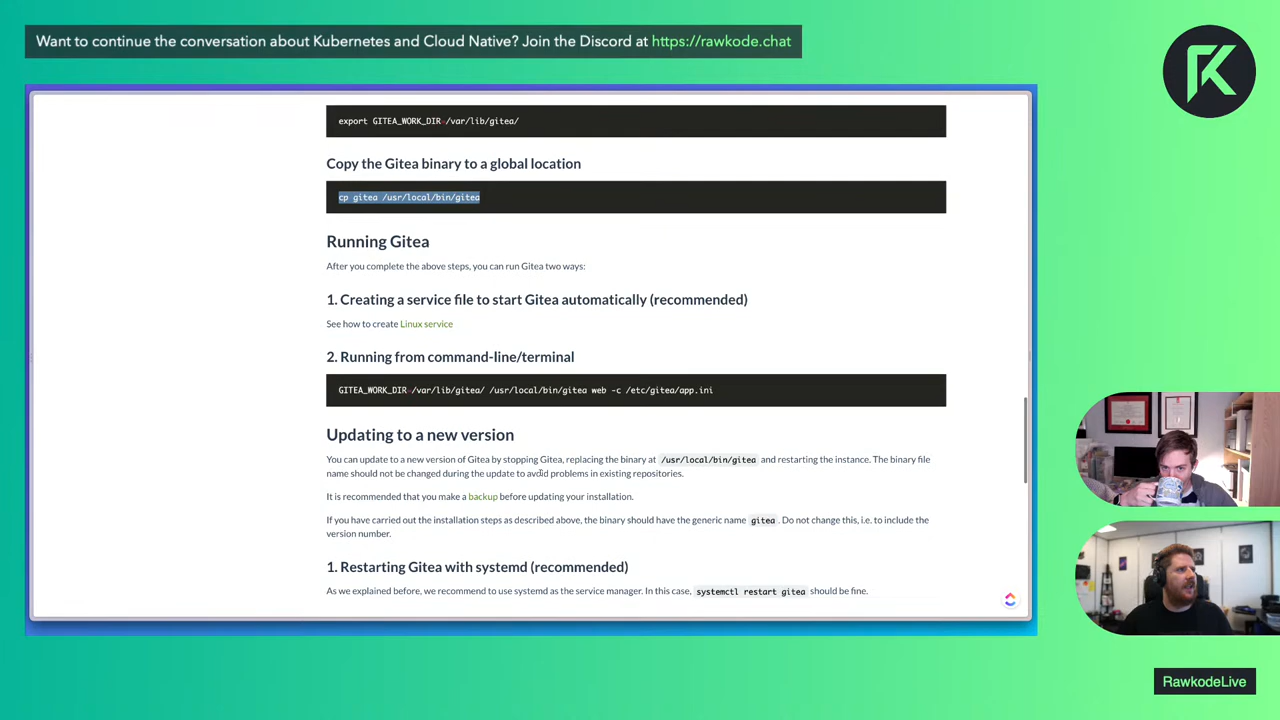 Want to continue the conversation about Kubernetes and Cloud Native? Join the Discord at https://rawkode.chat
export GITEA_WORK_DIR=/var/lib/gitea/
Copy the Gitea binary to a global location
cp gitea /usr/local/bin/gitea
Running Gitea
After you complete the above steps, you can run Gitea two ways:
1. Creating a service file to start Gitea automatically (recommended)
See how to create Linux service
2. Running from command-line/terminal
GITEA_WORK_DIR=/var/lib/gitea/ /usr/local/bin/gitea web -c /etc/gitea/app.ini
Updating to a new version
You can update to a new version of Gitea by stopping Gitea, replacing the binary at /usr/local/bin/gitea and restarting the instance. The binary file
name should not be changed during the update to avoid problems in existing repositories.
It is recommended that you make a backup before updating your installation.
If you have carried out the installation steps as described above, the binary should have the generic name gitea . Do not change this, i.e. to include the
version number.
1. Restarting Gitea with systemd (recommended)
As we explained before, we recommend to use systemd as the service manager. In this case, systemctl restart gitea should be fine.
RawkodeLive